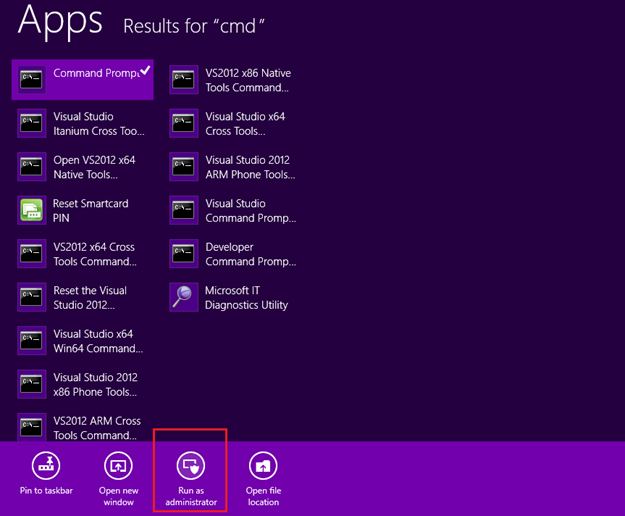 Apps Results for “cmd”
Command Promp
Visual Studio
Itanium Cross Too...
Open VS2012 x64
Native Tools...
Reset Smartcard
PIN
VS2012 x64 Cross
Tools Command...
Reset the Visual
Studio 2012...
Visual Studio x64
Win64 Command...
Visual Studio 2012
x86 Phone Tools...
VS2012 ARM Cross
Tools Command...
VS2012 x86 Native
Tools Command...
Visual Studio x64
Cross Tools...
Visual Studio 2012
ARM Phone Tools...
Visual Studio
Command Promp...
Developer
Command Promp...
Microsoft IT
Diagnostics Utility
Pin to taskbar
Open new
window
Run as
administrator
Open file
location